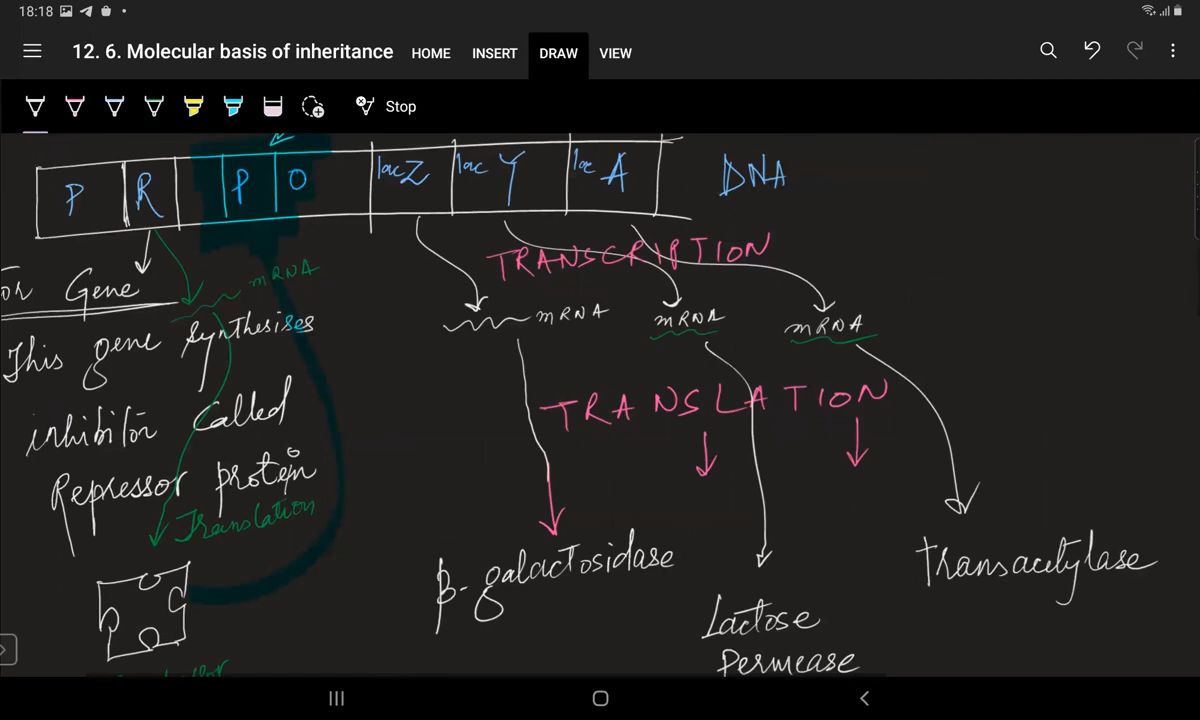 18:18
12. 6. Molecular basis of inheritance HOME INSERT DRAW VIEW
Stop
P R P O lacZ lac Y lac A DNA
TRANSCRIPTION
mRNA
or Gene
mRNA mRNA mRNA
This gene synthesises
inhibitor called
Repressor protein
Translation
TRANSLATION
β-galactosidase
Lactose
Permease
Transacetylase